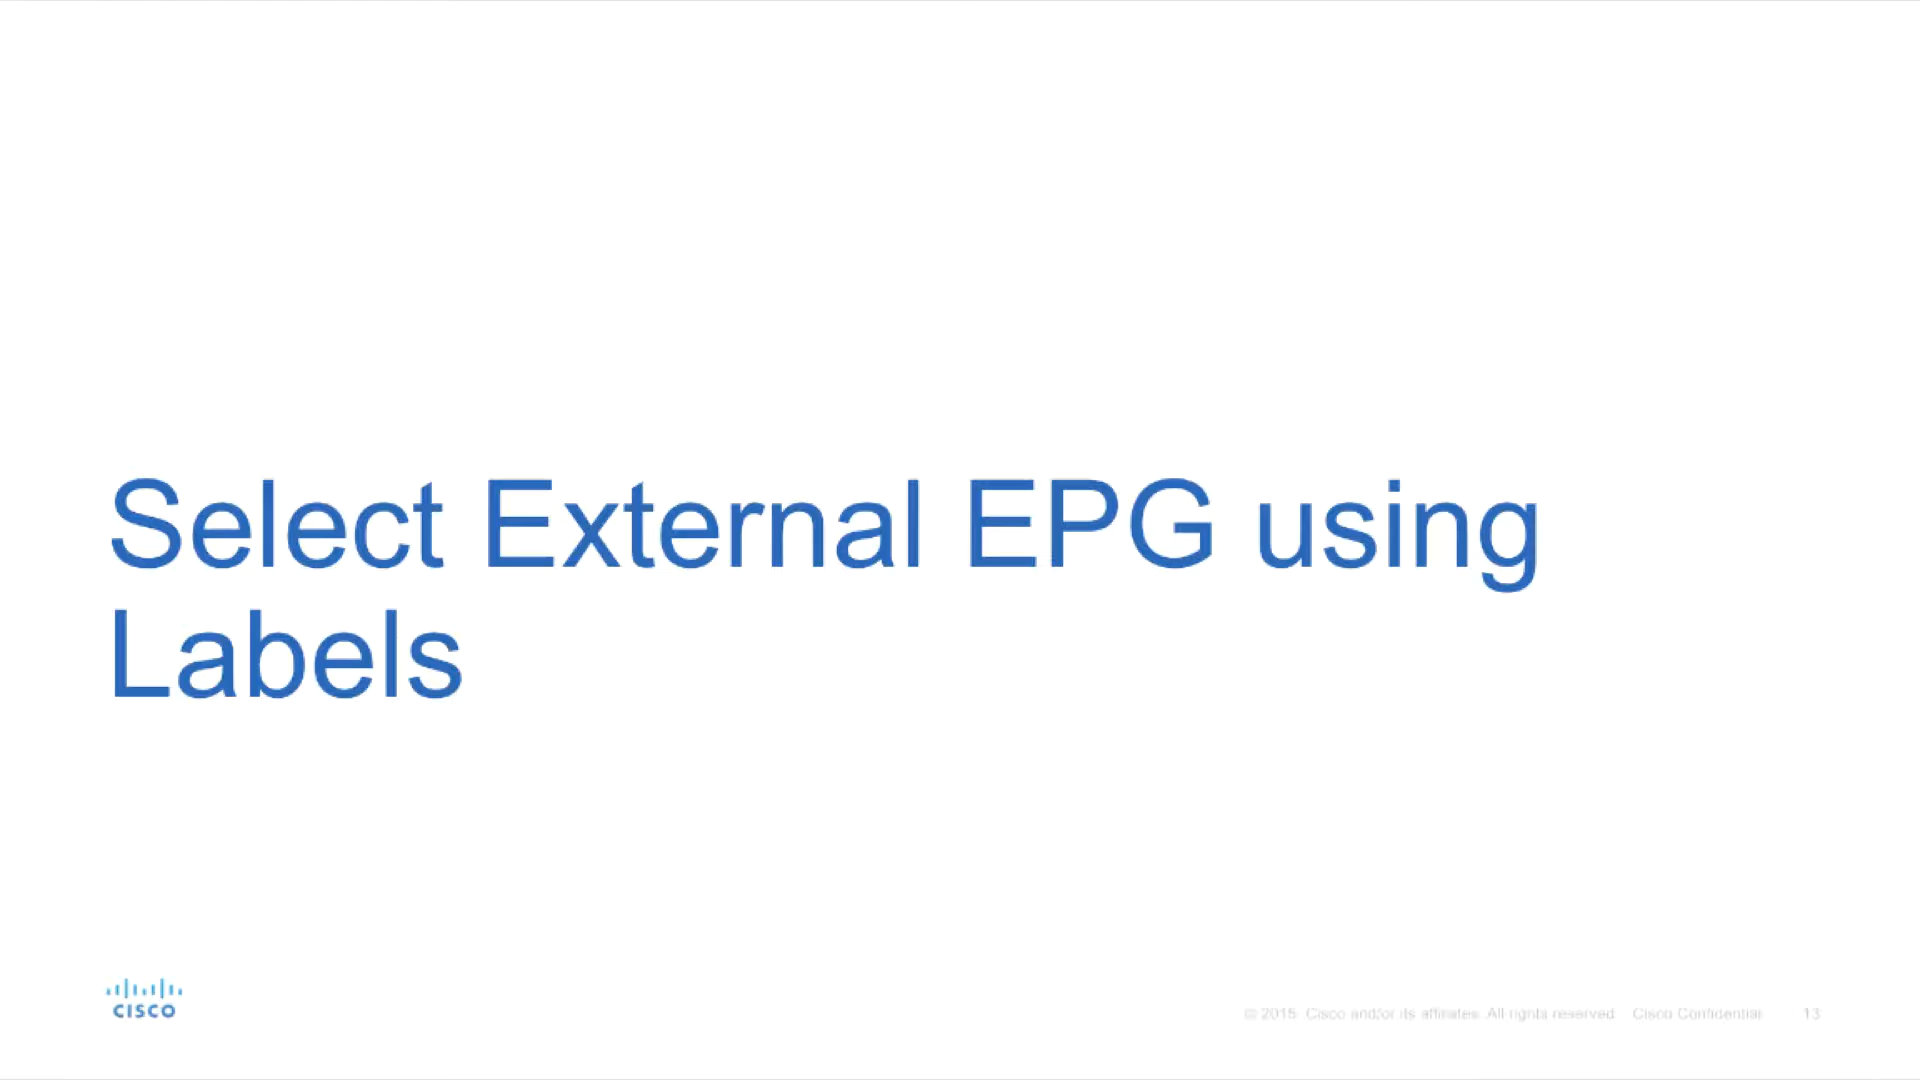 Select External EPG using
Labels
CISCO
© 2015 Cisco and/or its affiliates. All rights reserved. Cisco Confidential 13